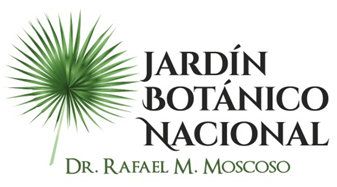 JARDÍN
BOTÁNICO
NACIONAL
DR. RAFAEL M. MOSCOSO